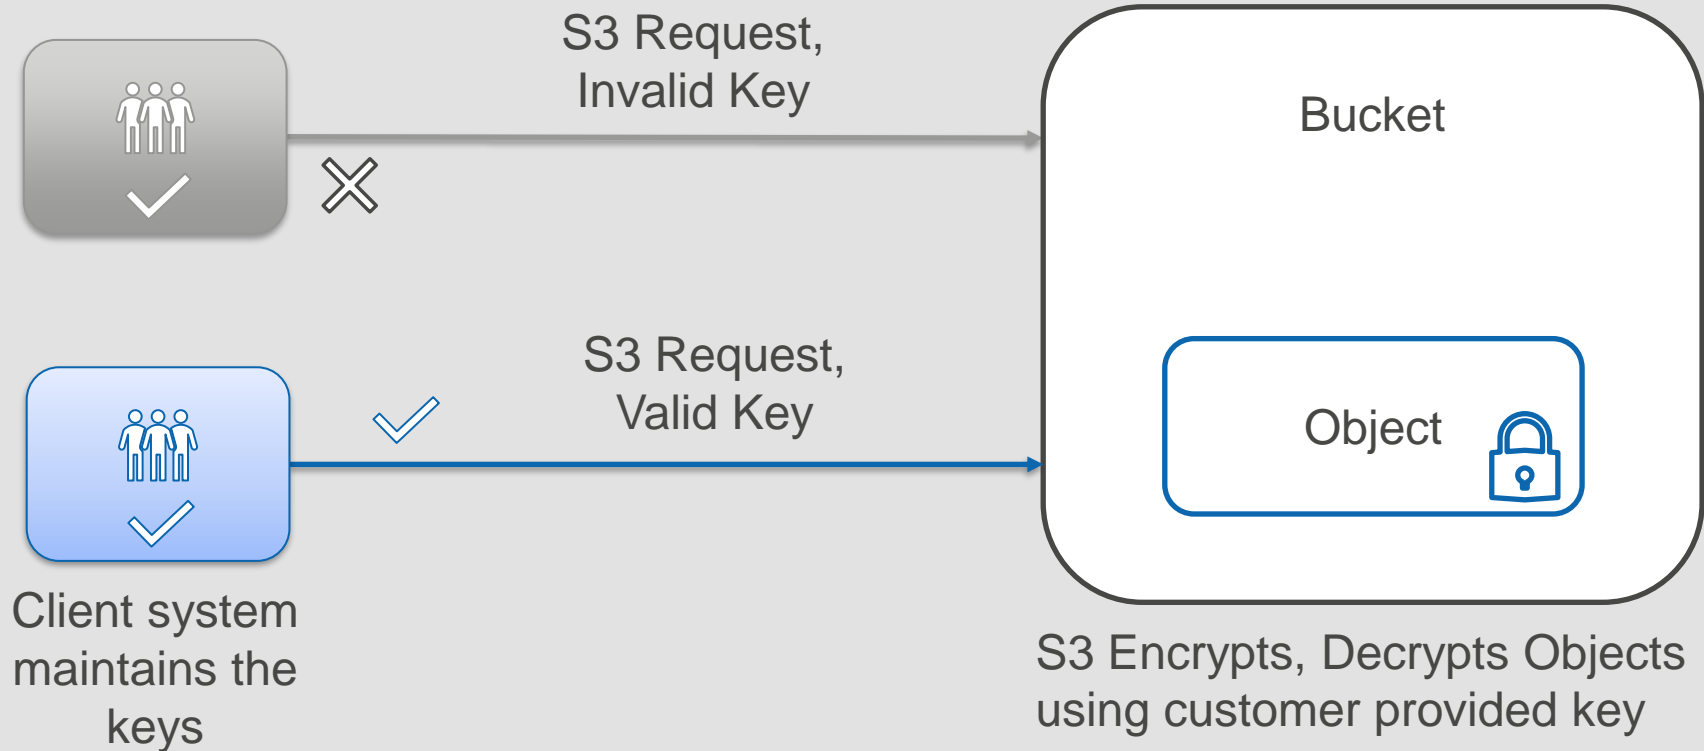 S3 Request,
Invalid Key
Bucket
S3 Request,
Valid Key
Object
Client system
maintains the
keys
S3 Encrypts, Decrypts Objects
using customer provided key